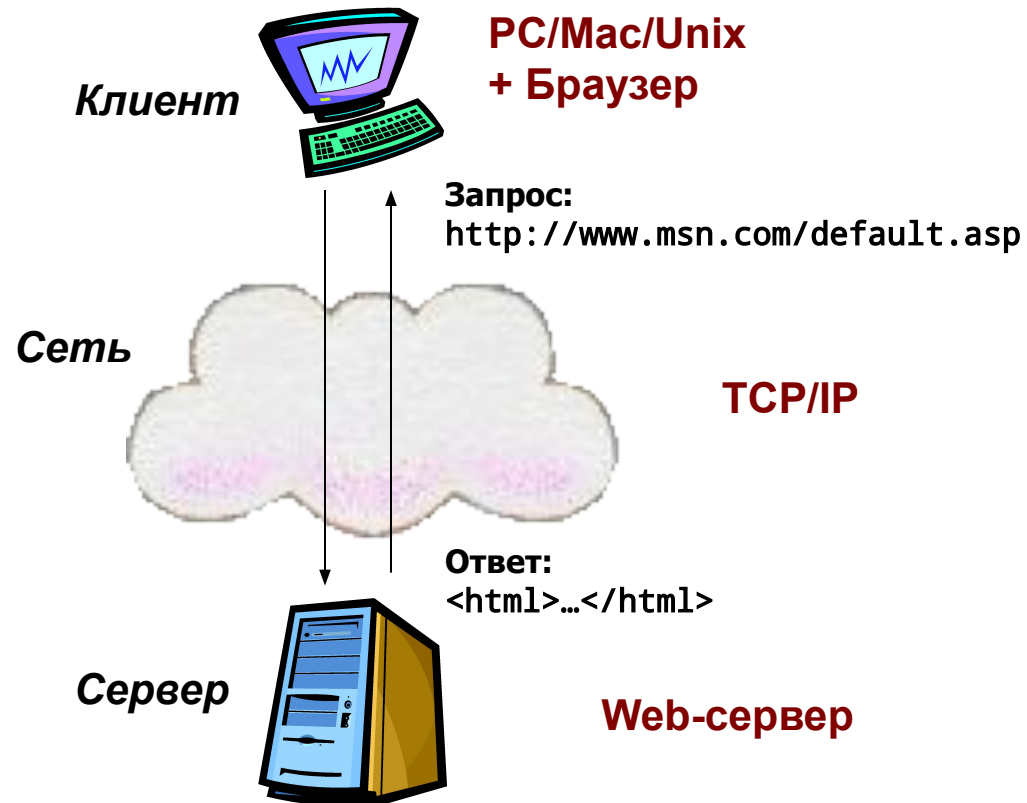 PC/Mac/Unix
+ Браузер
Клиент
Запрос:
http://www.msn.com/default.asp
Сеть
TCP/IP
Ответ:
<html>…</html>
Сервер
Web-сервер